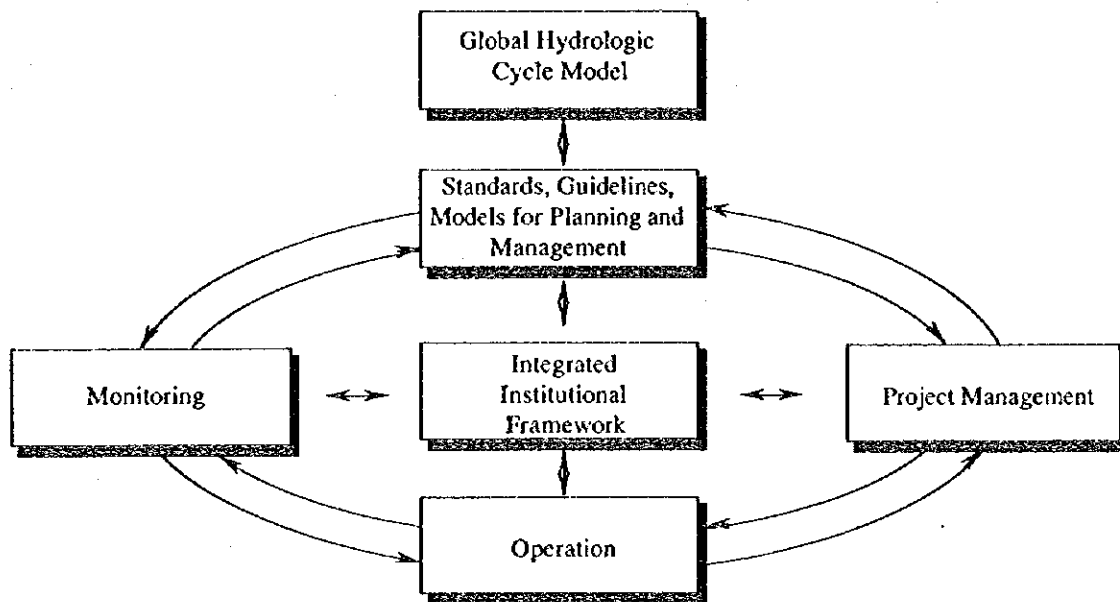 Global Hydrologic
Cycle Model
Standards, Guidelines,
Models for Planning and
Management
Monitoring
Integrated
Institutional
Framework
Project Management
Operation